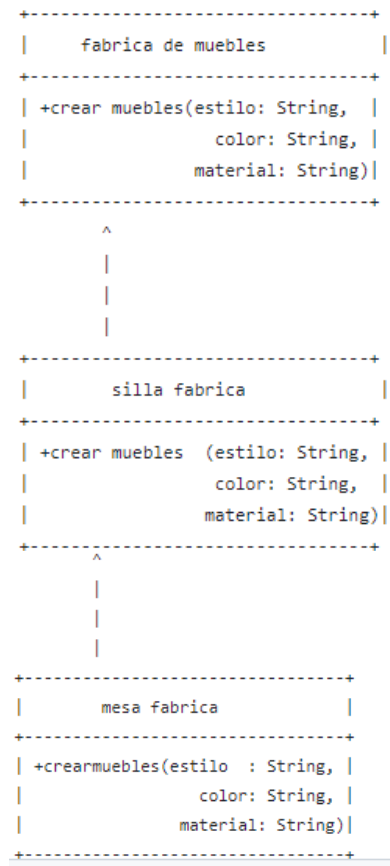 fabrica de muebles
+crear muebles(estilo: String,
color: String,
material: String)
silla fabrica
+crear muebles (estilo: String,
color: String,
material: String)
mesa fabrica
+crearmuebles(estilo : String,
color: String,
material: String)